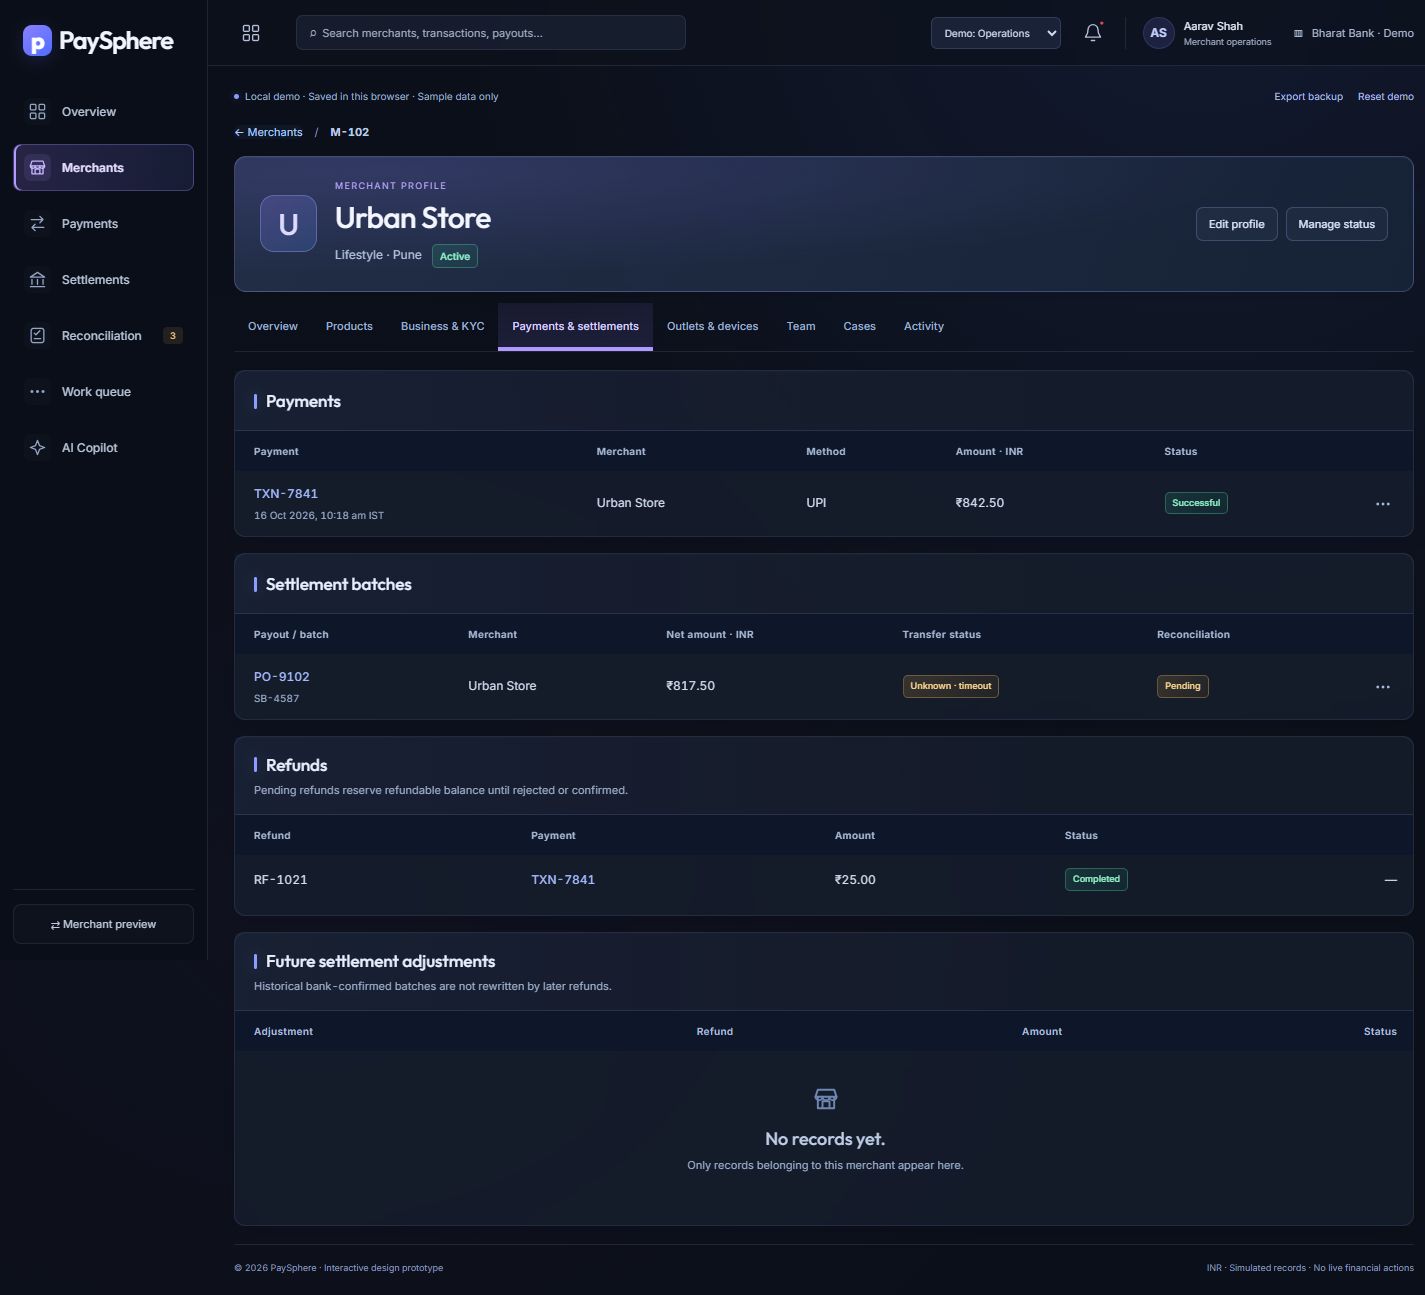 p PaySphere
Search merchants, transactions, payouts...
Demo: Operations
AS
Aarav Shah
Merchant operations
Bharat Bank · Demo
Overview
Merchants
Payments
Settlements
Reconciliation 3
Work queue
AI Copilot
⇄ Merchant preview
Local demo · Saved in this browser · Sample data only
Export backup Reset demo
← Merchants / M-102
U
MERCHANT PROFILE
Urban Store
Lifestyle · Pune Active
Edit profile Manage status
Overview Products Business & KYC Payments & settlements Outlets & devices Team Cases Activity
Payments
Payment Merchant Method Amount · INR Status
TXN-7841
16 Oct 2026, 10:18 am IST
Urban Store UPI ₹842.50 Successful ···
Settlement batches
Payout / batch Merchant Net amount · INR Transfer status Reconciliation
PO-9102
SB-4587
Urban Store ₹817.50 Unknown · timeout Pending ···
Refunds
Pending refunds reserve refundable balance until rejected or confirmed.
Refund Payment Amount Status
RF-1021 TXN-7841 ₹25.00 Completed —
Future settlement adjustments
Historical bank-confirmed batches are not rewritten by later refunds.
Adjustment Refund Amount Status
No records yet.
Only records belonging to this merchant appear here.
© 2026 PaySphere · Interactive design prototype
INR · Simulated records · No live financial actions